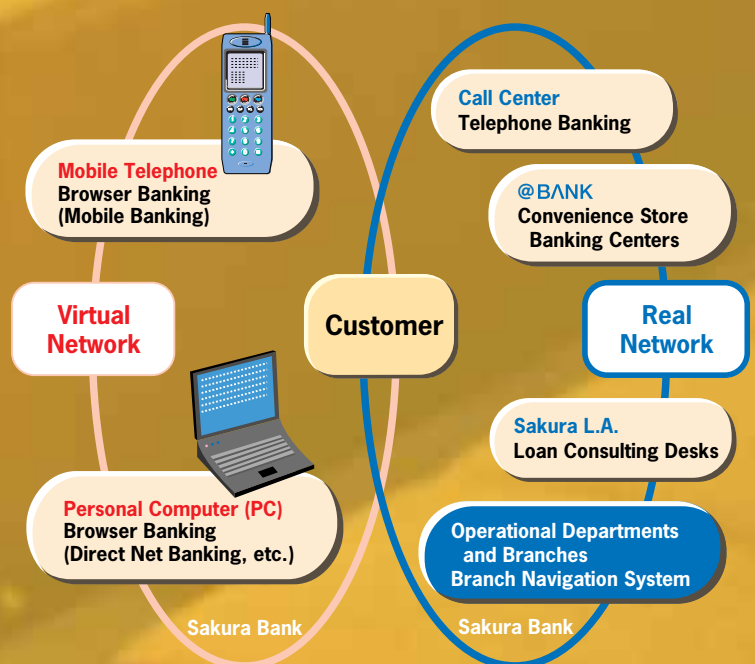 Mobile Telephone
Browser Banking
(Mobile Banking)
Virtual
Network
Personal Computer (PC)
Browser Banking
(Direct Net Banking, etc.)
Sakura Bank
Customer
Call Center
Telephone Banking
@BΛNK
Convenience Store
Banking Centers
Real
Network
Sakura L.A.
Loan Consulting Desks
Operational Departments
and Branches
Branch Navigation System
Sakura Bank